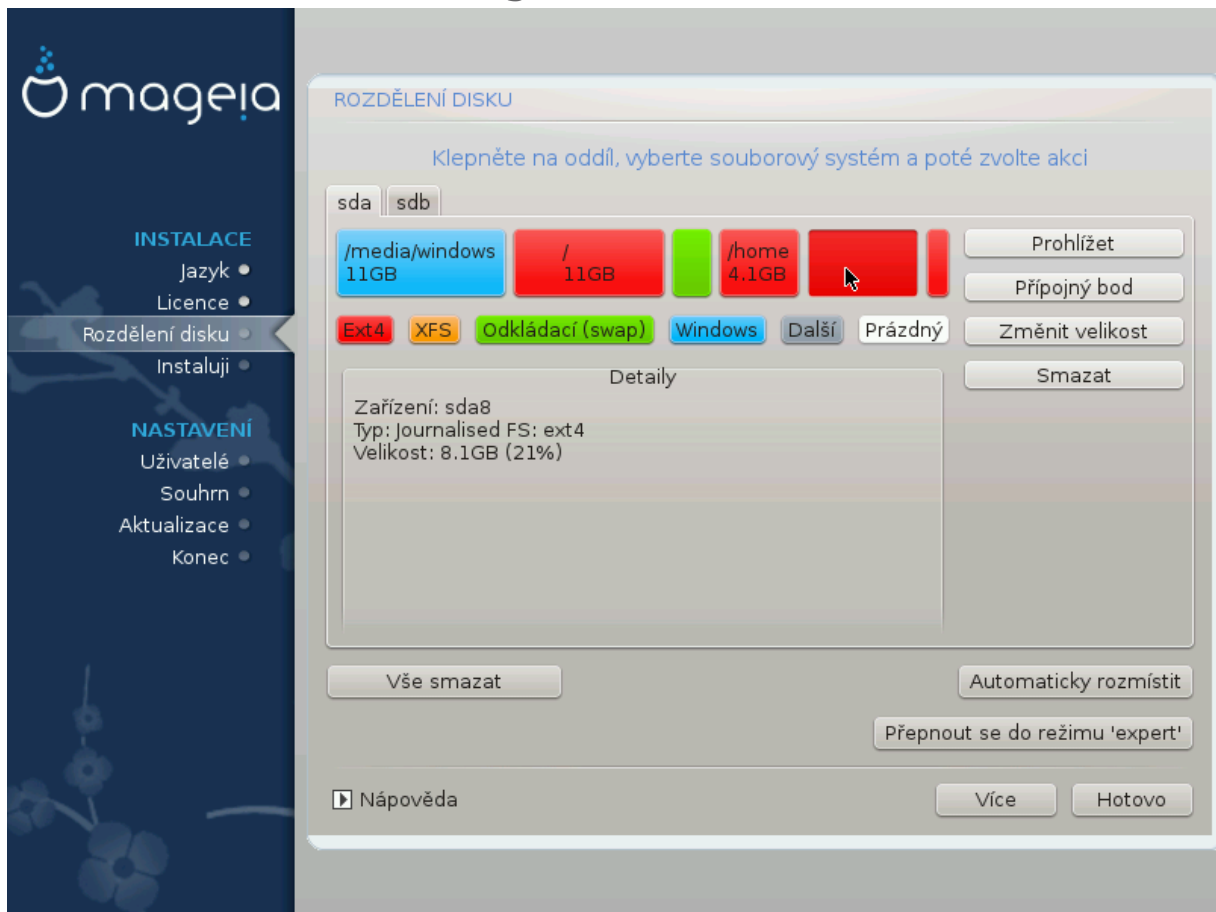 mageia
INSTALACE
Jazyk
Licence
Rozdělení disku
Instaluji
NASTAVENÍ
Uživatelé
Souhrn
Aktualizace
Konec
ROZDĚLENÍ DISKU
Klepněte na oddíl, vyberte souborový systém a poté zvolte akci
sda sdb
/media/windows
11GB
/
11GB
/home
4.1GB
Ext4 XFS Odkládací (swap) Windows Další Prázdný
Prohlížet
Přípojný bod
Změnit velikost
Smazat
Detaily
Zařízení: sda8
Typ: Journalised FS: ext4
Velikost: 8.1GB (21%)
Vše smazat
Automaticky rozmístit
Přepnout se do režimu 'expert'
Nápověda
Více
Hotovo